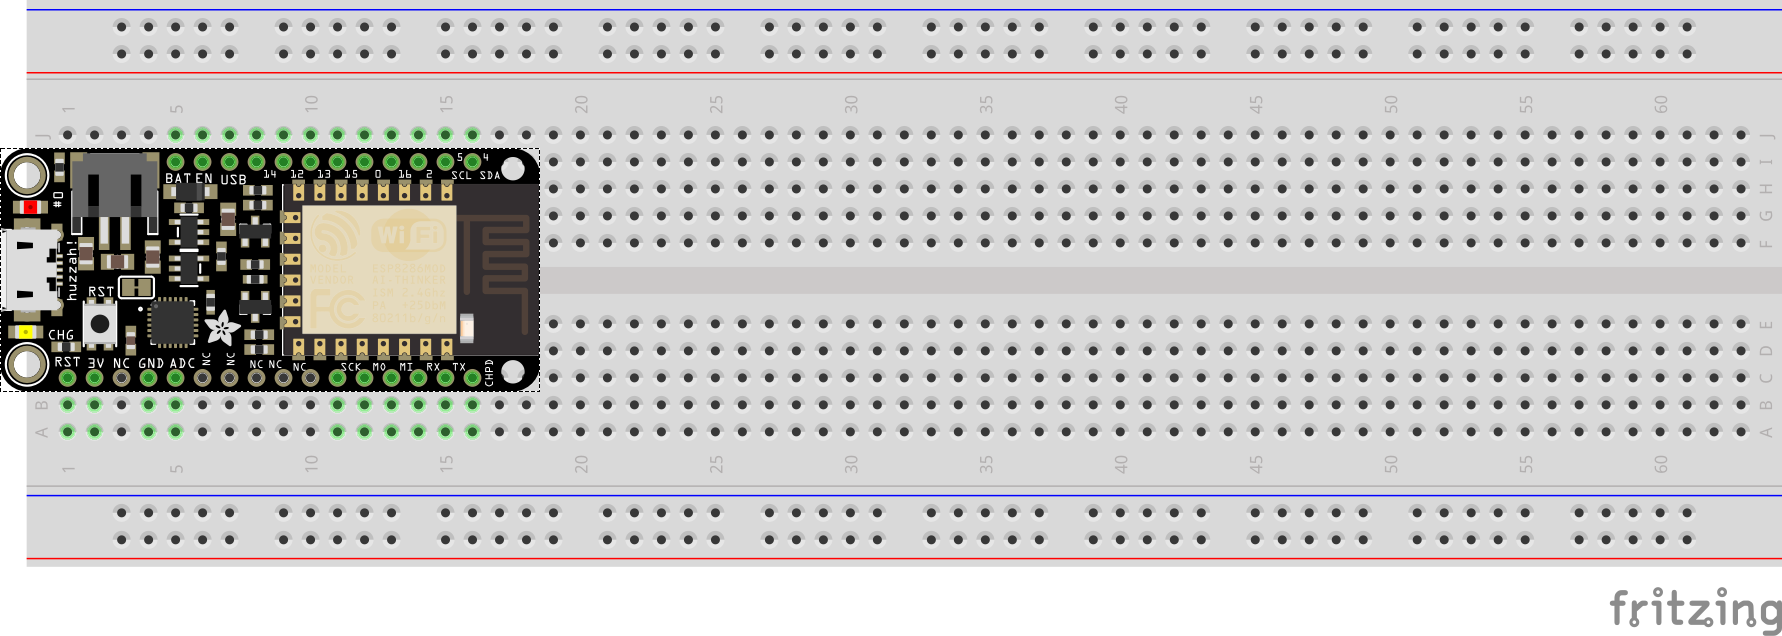 1 5 10 15 20 25 30 35 40 45 50 55 60
J J
I
H
G
F
BAT EN USB 14 12 13 15 0 16 2 5 4
SCL SDA
#0
huzzah!
WiFi
FC
RST
CHG
RST 3V NC GND ADC NC NC NC NC NC SCK MO MI RX TX CHPD
E
D
C
B B
A A
1 5 10 15 20 25 30 35 40 45 50 55 60
fritzing